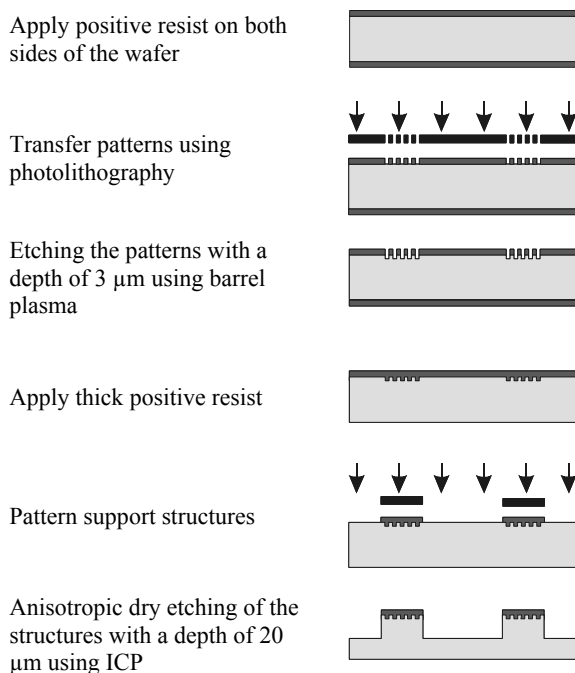 Apply positive resist on both
sides of the wafer
Transfer patterns using
photolithography
Etching the patterns with a
depth of 3 µm using barrel
plasma
Apply thick positive resist
Pattern support structures
Anisotropic dry etching of the
structures with a depth of 20
µm using ICP